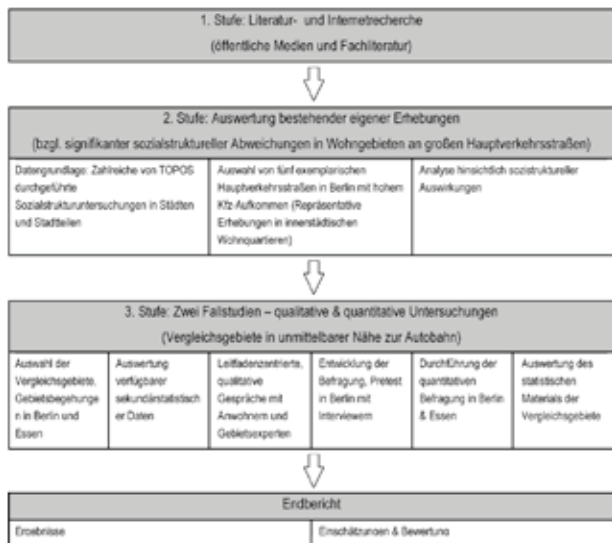 1. Stufe: Literatur- und Internetrecherche
(öffentliche Medien und Fachliteratur)
2. Stufe: Auswertung bestehender eigener Erhebungen
(bzgl. signifikanter sozialstruktureller Abweichungen in Wohngebieten an großen Hauptverkehrsstraßen)
Datengrundlage: Zahlreiche von TOPOS
durchgeführte
Sozialstrukturuntersuchungen in Städten
und Stadtteilen
Auswahl von fünf exemplarischen
Hauptverkehrsstraßen in Berlin mit hohem
Kfz-Aufkommen (Repräsentative
Erhebungen in innerstädtischen
Wohnquartieren)
Analyse hinsichtlich sozistruktureller
Auswirkungen
3. Stufe: Zwei Fallstudien – qualitative & quantitative Untersuchungen
(Vergleichsgebiete in unmittelbarer Nähe zur Autobahn)
Auswahl der
Vergleichsgebiete,
Gebietsbegehunge
n in Berlin und
Essen
Auswertung
verfügbarer
sekundärstatistisch
er Daten
Leitfadenzentrierte,
qualitative
Gespräche mit
Anwohnern und
Gebietsexperten
Entwicklung der
Befragung, Pretest
in Berlin mit
Interviewern
Durchführung der
quantitativen
Befragung in Berlin
& Essen
Auswertung des
statistischen
Materials der
Vergleichsgebiete
Endbericht
Ergebnisse
Einschätzungen & Bewertung